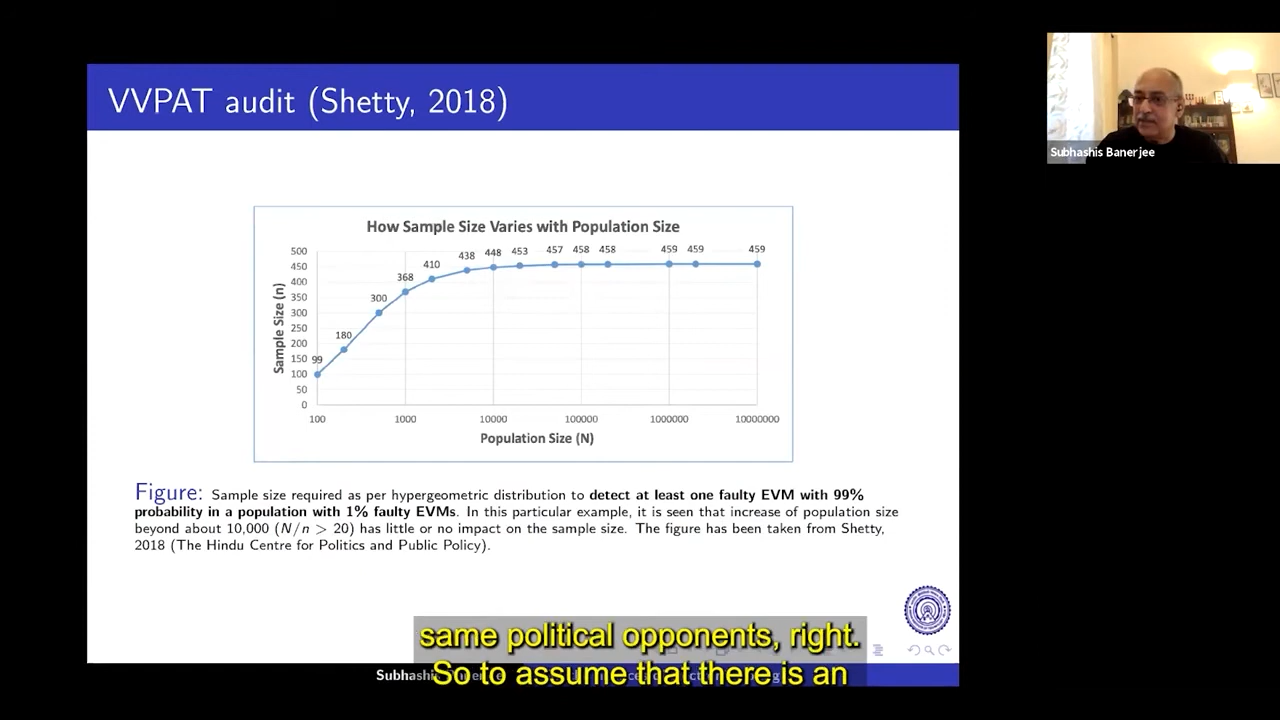 VVPAT audit (Shetty, 2018)
Subhashis Banerjee
How Sample Size Varies with Population Size
Sample Size (n)
500
450
400
350
300
250
200
150
100
50
0
99
180
300
368
410
438
448
453
457
458
458
459
459
459
100
1000
10000
100000
1000000
10000000
Population Size (N)
Figure: Sample size required as per hypergeometric distribution to detect at least one faulty EVM with 99%
probability in a population with 1% faulty EVMs. In this particular example, it is seen that increase of population size
beyond about 10,000 (N/n > 20) has little or no impact on the sample size. The figure has been taken from Shetty,
2018 (The Hindu Centre for Politics and Public Policy).
same political opponents, right.
So to assume that there is an